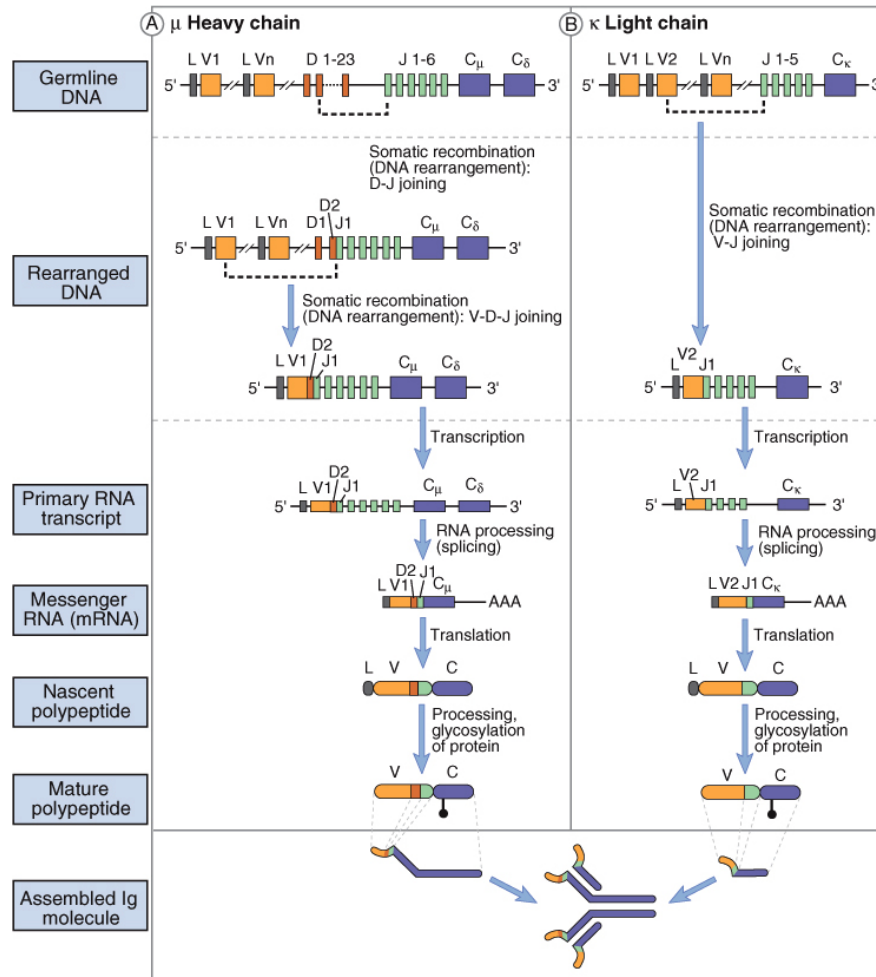 A μ Heavy chain
B κ Light chain
Germline
DNA
L V1 L Vn D 1-23 J 1-6 Cμ Cδ
5' 3'
L V1 L V2 L Vn J 1-5 Cκ
5' 3'
Somatic recombination
(DNA rearrangement):
D-J joining
Rearranged
DNA
D2
L V1 L Vn D1 J1 Cμ Cδ
5' 3'
Somatic recombination
(DNA rearrangement):
V-J joining
Somatic recombination
(DNA rearrangement): V-D-J joining
D2
L V1 J1 Cμ Cδ
5' 3'
V2
L J1 Cκ
5' 3'
Transcription
Transcription
Primary RNA
transcript
D2
L V1 J1 Cμ Cδ
5' 3'
V2
L J1 Cκ
5' 3'
RNA processing
(splicing)
RNA processing
(splicing)
Messenger
RNA (mRNA)
D2 J1
L V1 Cμ
AAA
L V2 J1 Cκ
AAA
Translation
Translation
Nascent
polypeptide
L V C
L V C
Processing,
glycosylation
of protein
Processing,
glycosylation
of protein
Mature
polypeptide
V C
V C
Assembled Ig
molecule